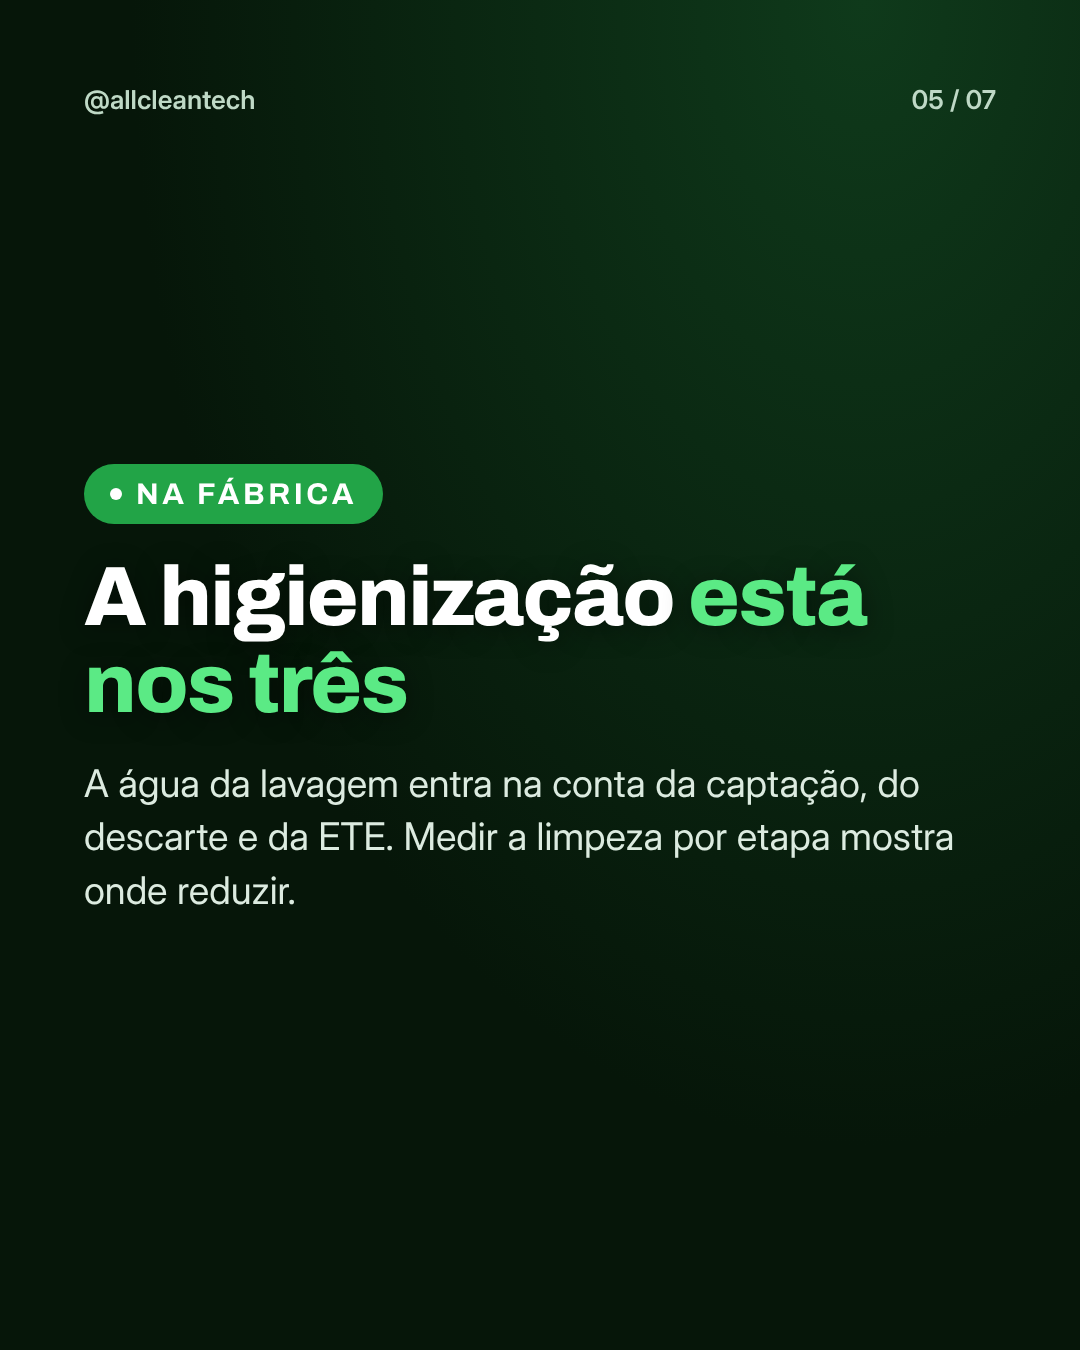 @allcleantech
05 / 07
• NA FÁBRICA
A higienização está
nos três
A água da lavagem entra na conta da captação, do
descarte e da ETE. Medir a limpeza por etapa mostra
onde reduzir.